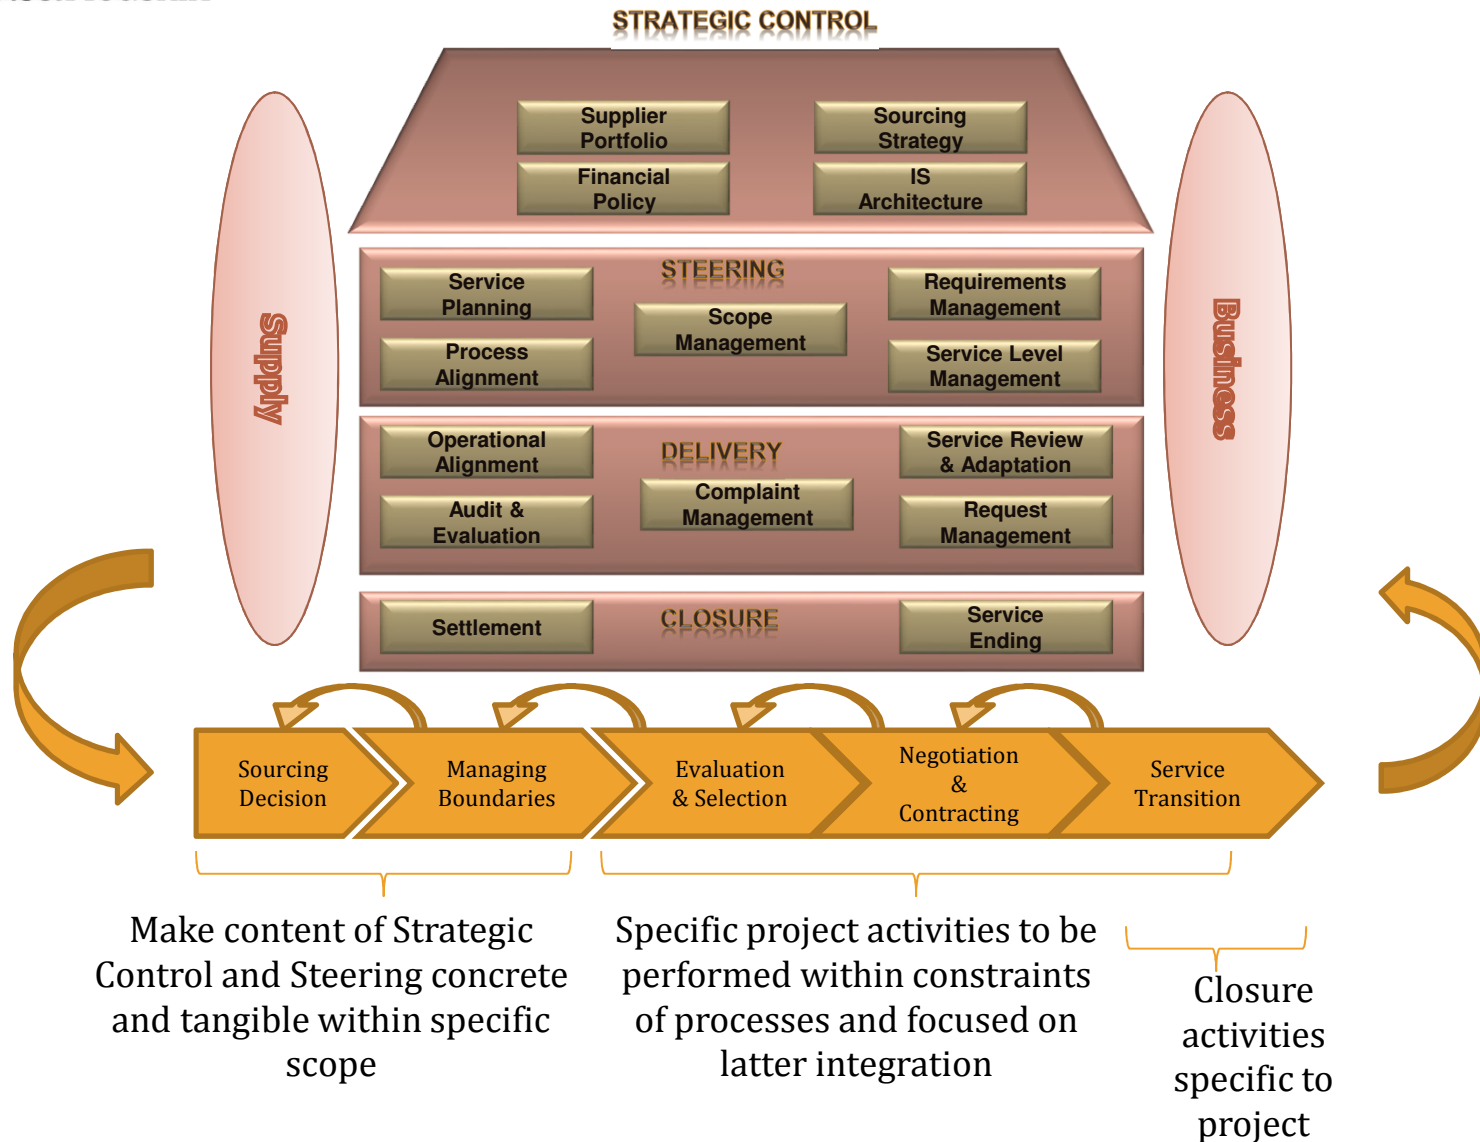 STRATEGIC CONTROL
Supplier
Portfolio
Sourcing
Strategy
Financial
Policy
IS
Architecture
Supply
Business
STEERING
Service
Planning
Requirements
Management
Scope
Management
Process
Alignment
Service Level
Management
DELIVERY
Operational
Alignment
Service Review
& Adaptation
Complaint
Management
Audit &
Evaluation
Request
Management
CLOSURE
Settlement
Service
Ending
Sourcing
Decision
Managing
Boundaries
Evaluation
& Selection
Negotiation
&
Contracting
Service
Transition
Make content of Strategic
Control and Steering concrete
and tangible within specific
scope
Specific project activities to be
performed within constraints
of processes and focused on
latter integration
Closure
activities
specific to
project